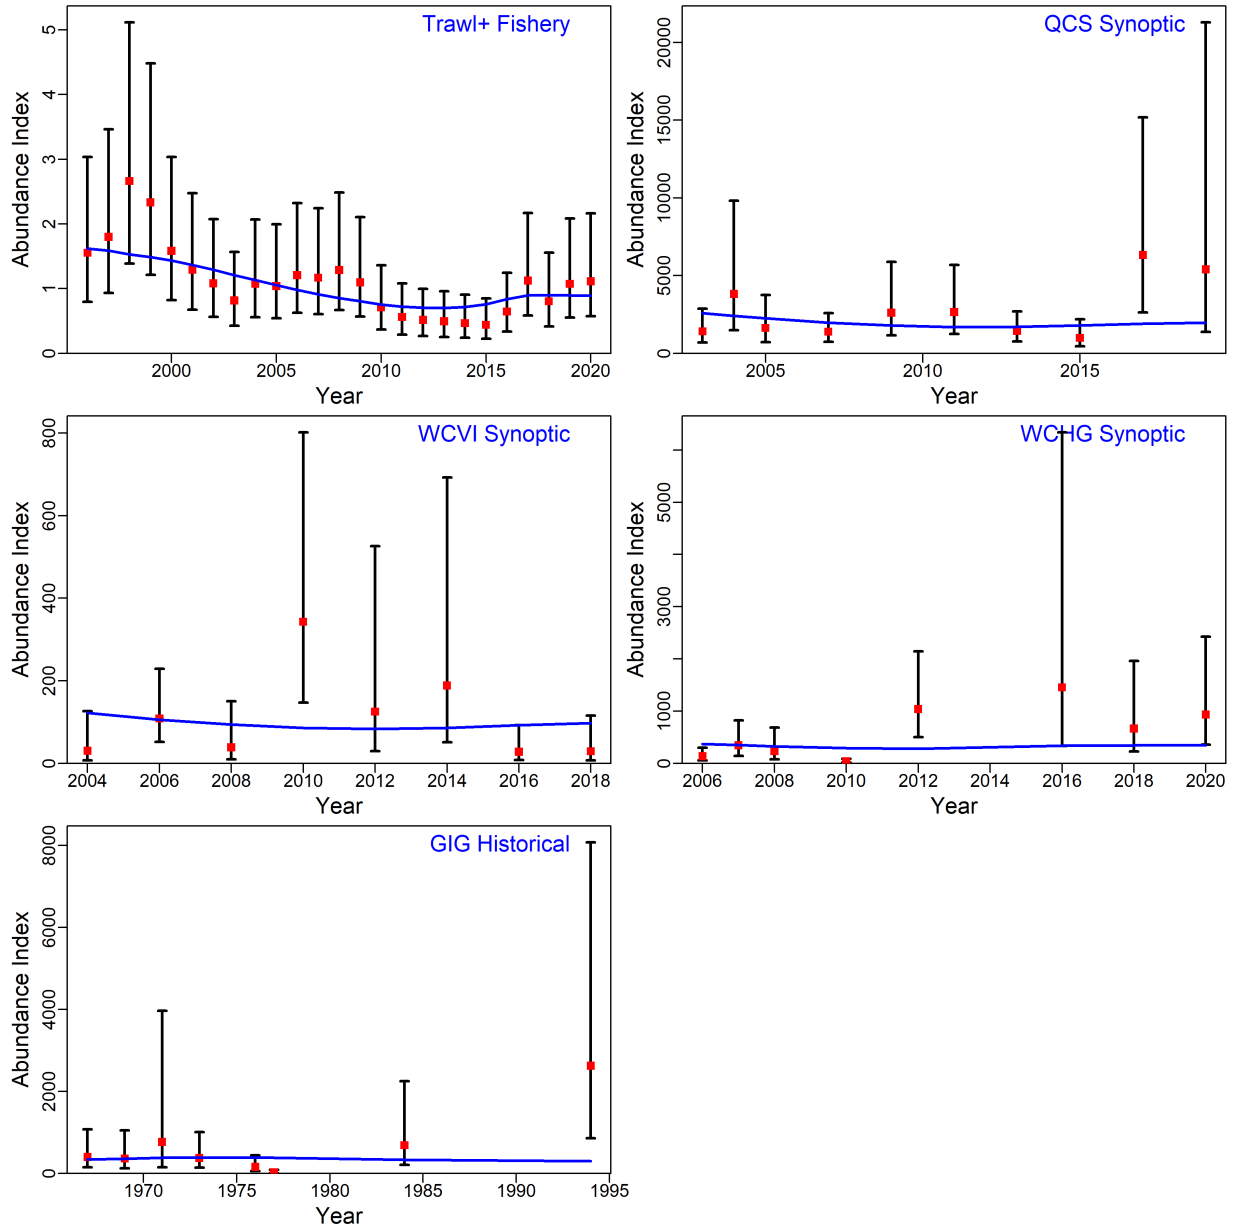 Trawl+ Fishery
Abundance Index
0 1 2 3 4 5
2000 2005 2010 2015 2020
Year
QCS Synoptic
Abundance Index
0 5000 10000 15000 20000
2005 2010 2015
Year
WCVI Synoptic
Abundance Index
0 200 400 600 800
2004 2006 2008 2010 2012 2014 2016 2018
Year
WCHG Synoptic
Abundance Index
0 1000 3000 5000
2006 2008 2010 2012 2014 2016 2018 2020
Year
GIG Historical
Abundance Index
0 2000 4000 6000 8000
1970 1975 1980 1985 1990 1995
Year